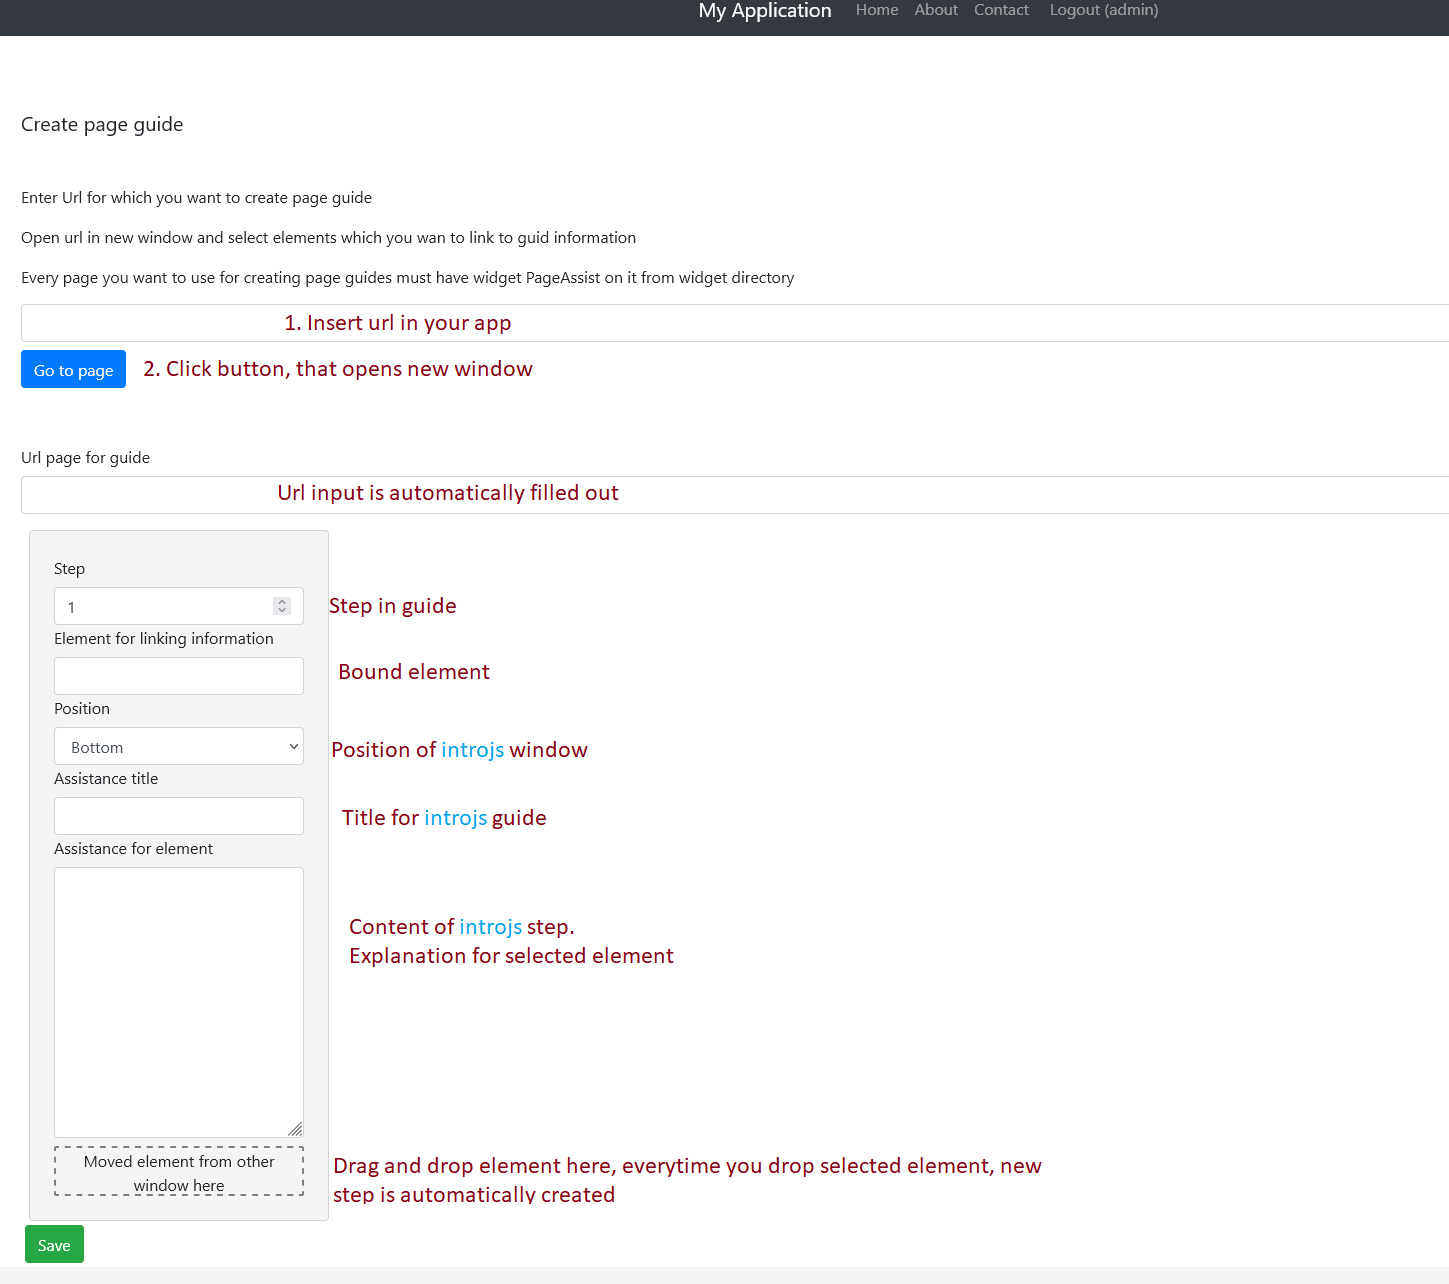 My Application Home About Contact Logout (admin)
Create page guide
Enter Url for which you want to create page guide
Open url in new window and select elements which you wan to link to guid information
Every page you want to use for creating page guides must have widget PageAssist on it from widget directory
1. Insert url in your app
Go to page 2. Click button, that opens new window
Url page for guide
Url input is automatically filled out
Step
1 Step in guide
Element for linking information
Bound element
Position
Bottom Position of introjs window
Assistance title
Title for introjs guide
Assistance for element
Content of introjs step.
Explanation for selected element
Moved element from other
window here
Drag and drop element here, everytime you drop selected element, new
step is automatically created
Save